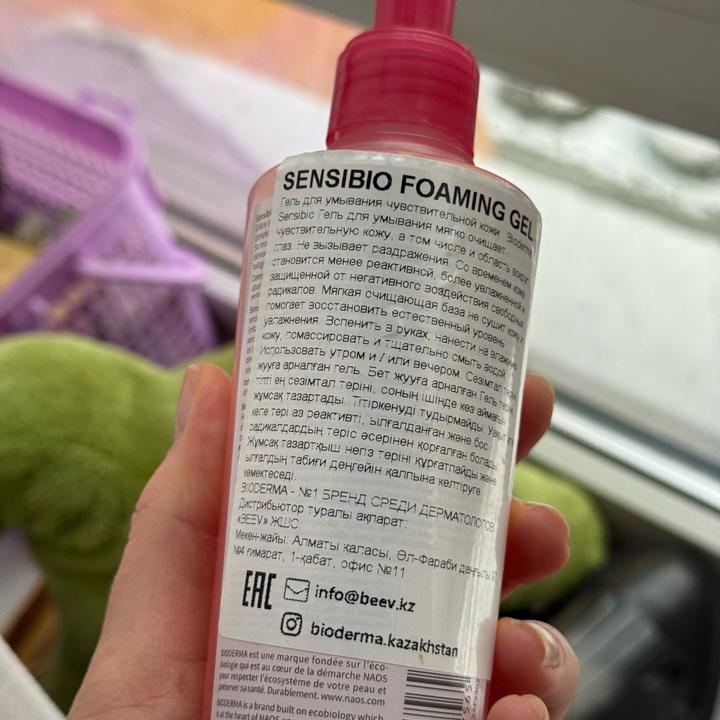 SENSIBIO FOAMING GEL
Гель для умывания чувствительной кожи. Bioderma
Sensibio Гель для умывания мягко очищает
чувствительную кожу, в том числе и область вокруг
глаз. Не вызывает раздражения. Со временем кожа
становится менее реактивной, более увлажненной и
защищенной от негативного воздействия свободных
радикалов. Мягкая очищающая база не сушит кожу и
помогает восстановить естественный уровень
увлажнения. Вспенить в руках, нанести на влажную
кожу, помассировать и тщательно смыть водой.
Использовать утром и / или вечером. Сезімтал теріні
жууға арналған гель. Бет жууға арналған Гель теріні
тіпті ең сезімтал теріні, соның ішінде көз аймағын
жұмсақ тазартады. Тітіркенуді тудырмайды. Уақыт
келе тері аз реактивті, ылғалданған және бос
радикалдардың теріс әсерінен қорғалған болады.
Жұмсақ тазартқыш негіз теріні құрғатпайды және
ылғалдың табиғи деңгейін қалпына келтіруге
көмектеседі.
BIODERMA - №1 БРЕНД СРЕДИ ДЕРМАТОЛОГОВ
Дистрибьютор туралы ақпарат:
«BEEV» ЖШС
Мекен-жайы: Алматы қаласы, Әл-Фараби даңғылы
№4 ғимарат, 1-қабат, офис №11
EAC info@beev.kz
bioderma.kazakhstan
BIODERMA est une marque fondée sur l'éco-
biologie qui est au cœur de la démarche NAOS
pour respecter l'écosystème de votre peau et
préserver sa santé. Durablement. www.naos.com
BIODERMA is a brand built on ecobiology which
is at the heart of NAOS